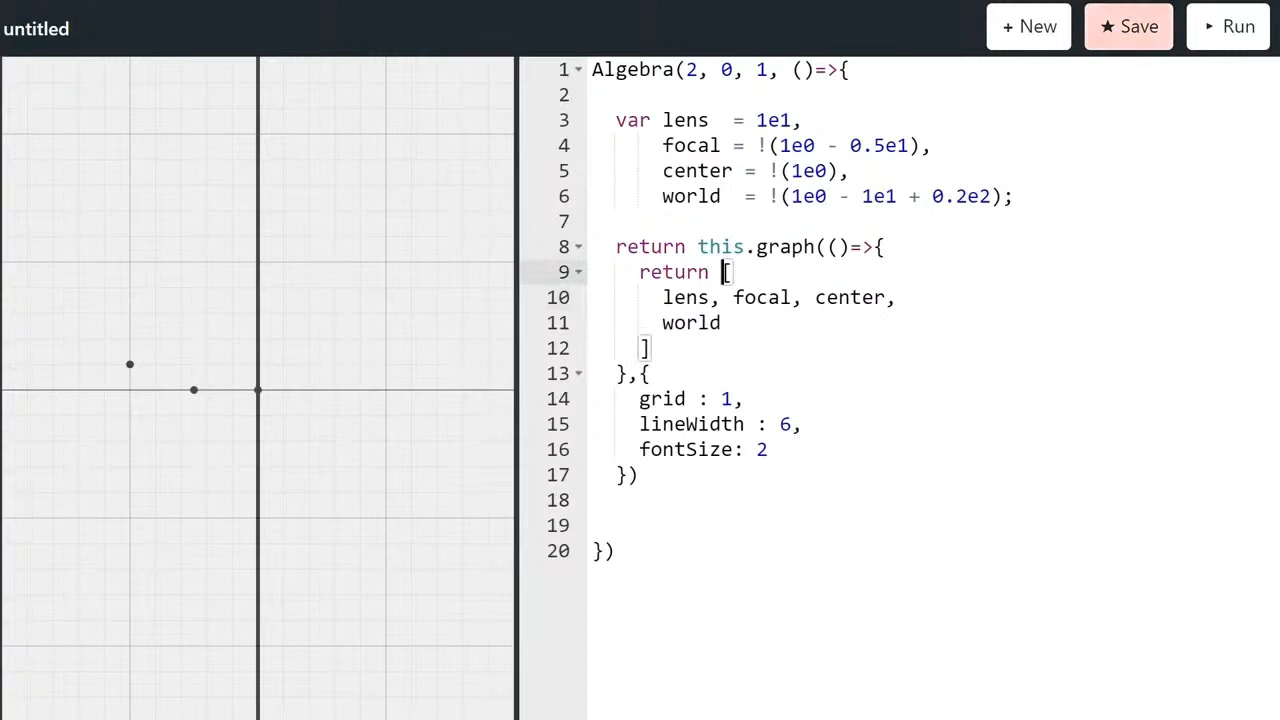 untitled
+ New
★ Save
▸ Run
1 Algebra(2, 0, 1, ()=>{
2
3   var lens  = 1e1,
4       focal = !(1e0 - 0.5e1),
5       center = !(1e0),
6       world  = !(1e0 - 1e1 + 0.2e2);
7
8   return this.graph(()=>{
9     return [
10       lens, focal, center,
11       world
12     ]
13   },{
14     grid : 1,
15     lineWidth : 6,
16     fontSize: 2
17   })
18
19
20 })